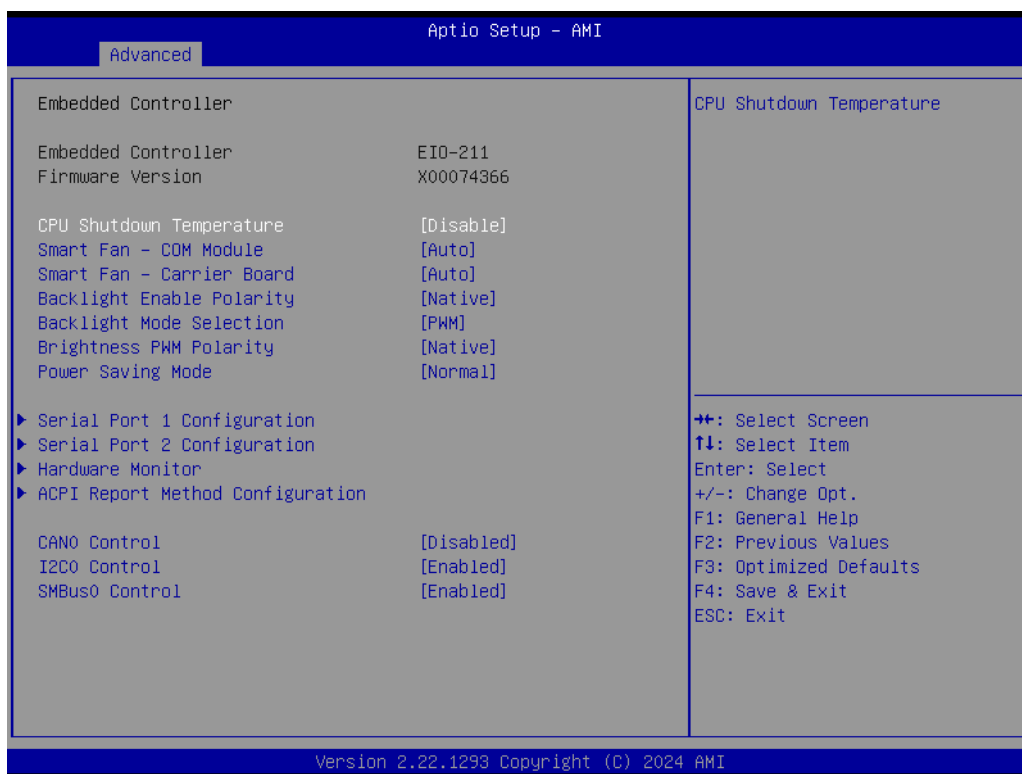 Aptio Setup - AMI
Advanced
Embedded Controller
Embedded Controller EIO-211
Firmware Version X00074366
CPU Shutdown Temperature [Disable]
Smart Fan - COM Module [Auto]
Smart Fan - Carrier Board [Auto]
Backlight Enable Polarity [Native]
Backlight Mode Selection [PWM]
Brightness PWM Polarity [Native]
Power Saving Mode [Normal]
▶ Serial Port 1 Configuration
▶ Serial Port 2 Configuration
▶ Hardware Monitor
▶ ACPI Report Method Configuration
CAN0 Control [Disabled]
I2C0 Control [Enabled]
SMBus0 Control [Enabled]
CPU Shutdown Temperature
→←: Select Screen
↑↓: Select Item
Enter: Select
+/-: Change Opt.
F1: General Help
F2: Previous Values
F3: Optimized Defaults
F4: Save & Exit
ESC: Exit
Version 2.22.1293 Copyright (C) 2024 AMI